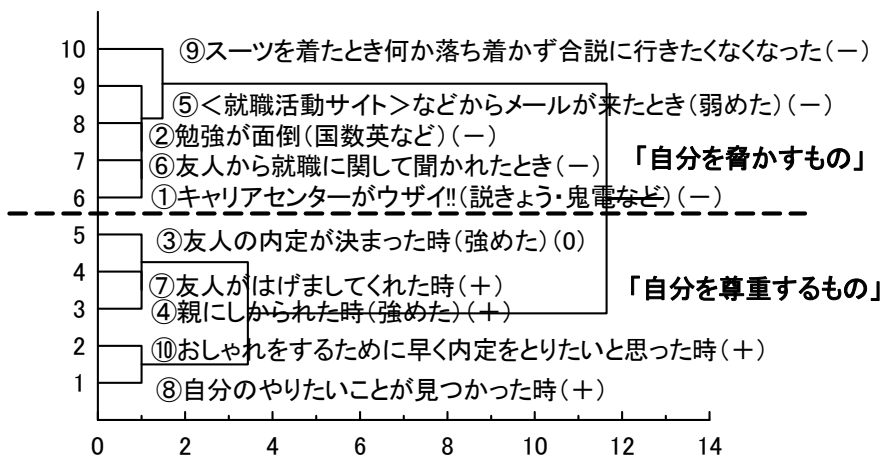 10 ⑨スーツを着たとき何か落ち着かず合説に行きたくなくなった(－)
9
⑤＜就職活動サイト＞などからメールが来たとき(弱めた)(－)
8
②勉強が面倒(国数英など)(－)
7 ⑥友人から就職に関して聞かれたとき(－)
「自分を脅かすもの」
6 ①キャリアセンターがウザイ!!(説きょう・鬼電など)(－)
5 ③友人の内定が決まった時(強めた)(0)
4 ⑦友人がはげましてくれた時(＋)
「自分を尊重するもの」
3 ④親にしかられた時(強めた)(＋)
2 ⑩おしゃれをするために早く内定をとりたいと思った時(＋)
1 ⑧自分のやりたいことが見つかった時(＋)
0 2 4 6 8 10 12 14